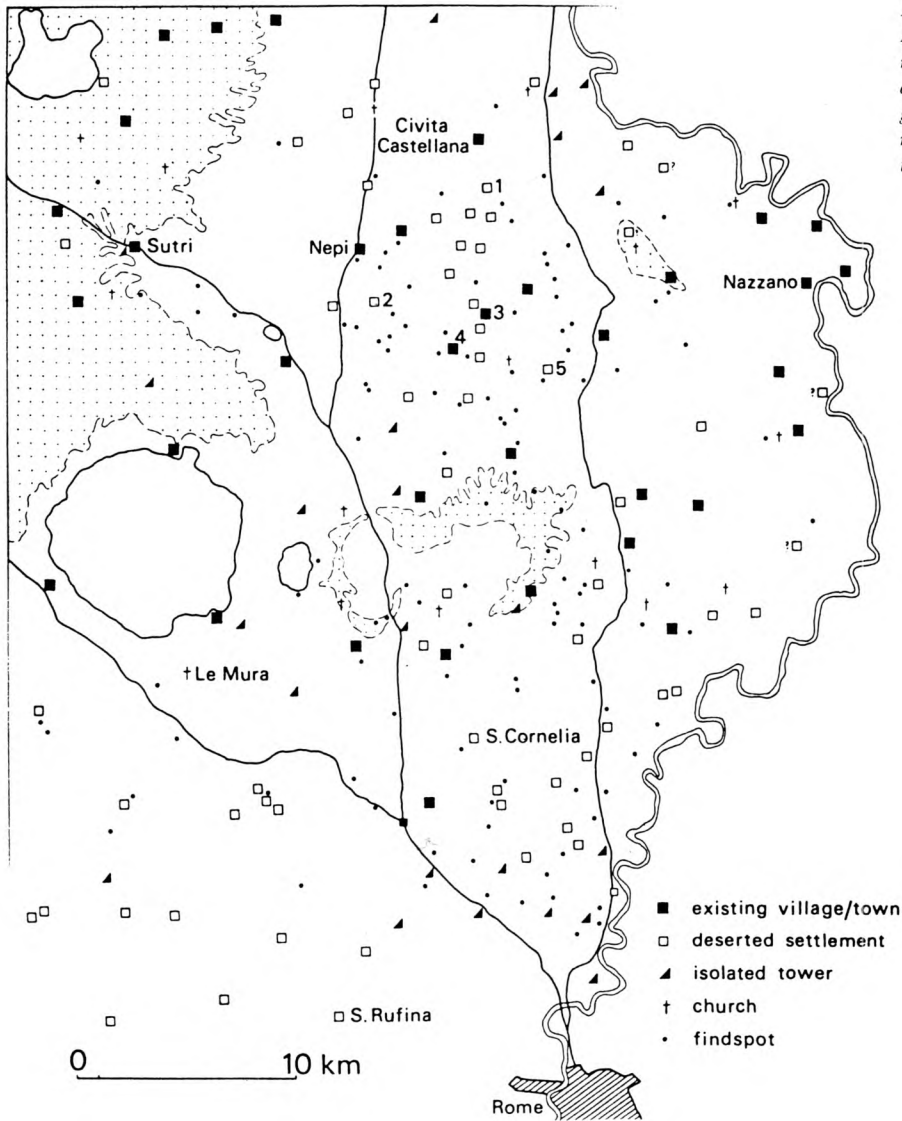 Civita
Castellana
1
Sutri
Nepi
?
Nazzano
2
3
4
5
?
?
† Le Mura
S. Cornelia
existing village/town
deserted settlement
isolated tower
church
findspot
S. Rufina
0 10 km
Rome